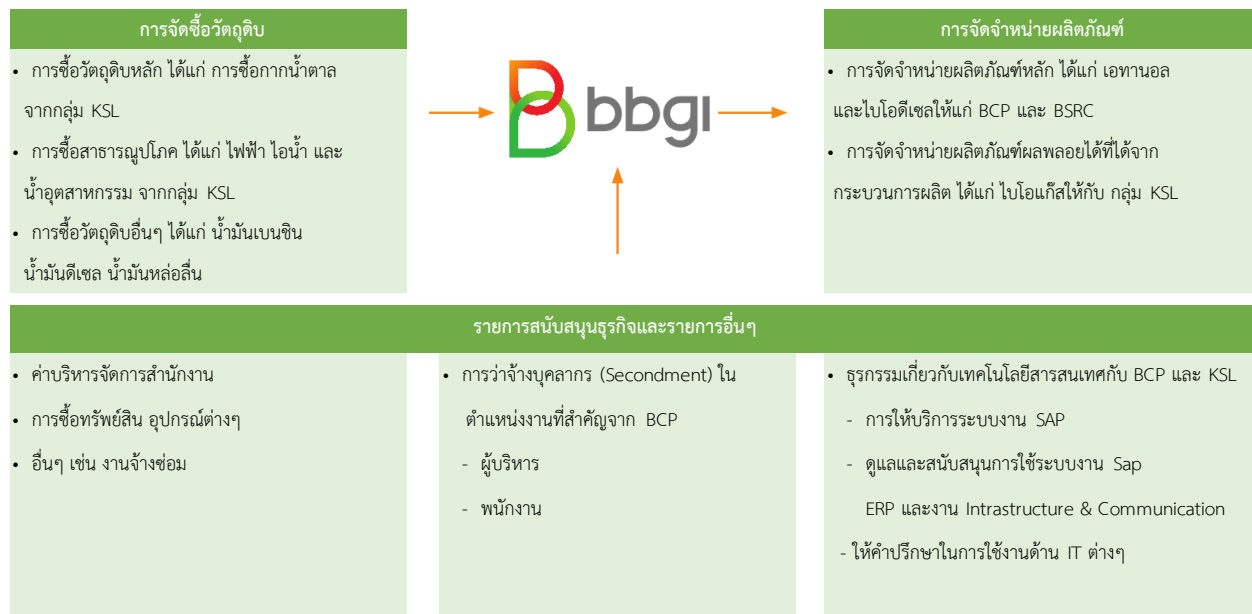 การจัดซื้อวัตถุดิบ
• การซื้อวัตถุดิบหลัก ได้แก่ การซื้อกากน้ำตาล
จากกลุ่ม KSL
• การซื้อสาธารณูปโภค ได้แก่ ไฟฟ้า ไอน้ำ และ
น้ำอุตสาหกรรม จากกลุ่ม KSL
• การซื้อวัตถุดิบอื่นๆ ได้แก่ น้ำมันเบนซิน
น้ำมันดีเซล น้ำมันหล่อลื่น
bbgi
การจัดจำหน่ายผลิตภัณฑ์
• การจัดจำหน่ายผลิตภัณฑ์หลัก ได้แก่ เอทานอล
และไบโอดีเซลให้แก่ BCP และ BSRC
• การจัดจำหน่ายผลิตภัณฑ์ผลพลอยได้ที่ได้จาก
กระบวนการผลิต ได้แก่ ไบโอแก๊สให้กับ กลุ่ม KSL
รายการสนับสนุนธุรกิจและรายการอื่นๆ
• ค่าบริหารจัดการสำนักงาน
• การซื้อทรัพย์สิน อุปกรณ์ต่างๆ
• อื่นๆ เช่น งานจ้างซ่อม
• การว่าจ้างบุคลากร (Secondment) ใน
ตำแหน่งงานที่สำคัญจาก BCP
- ผู้บริหาร
- พนักงาน
• ธุรกรรมเกี่ยวกับเทคโนโลยีสารสนเทศกับ BCP และ KSL
- การให้บริการระบบงาน SAP
- ดูแลและสนับสนุนการใช้ระบบงาน Sap
ERP และงาน Intrastructure & Communication
- ให้คำปรึกษาในการใช้งานด้าน IT ต่างๆ